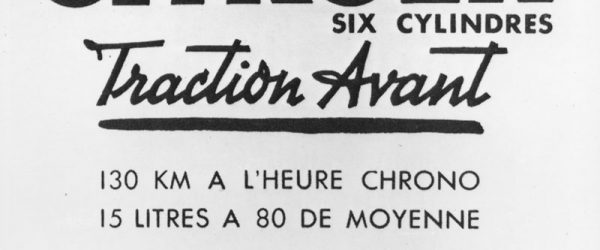 SIX CYLINDRES
Traction Avant
130 KM A L'HEURE CHRONO
15 LITRES A 80 DE MOYENNE